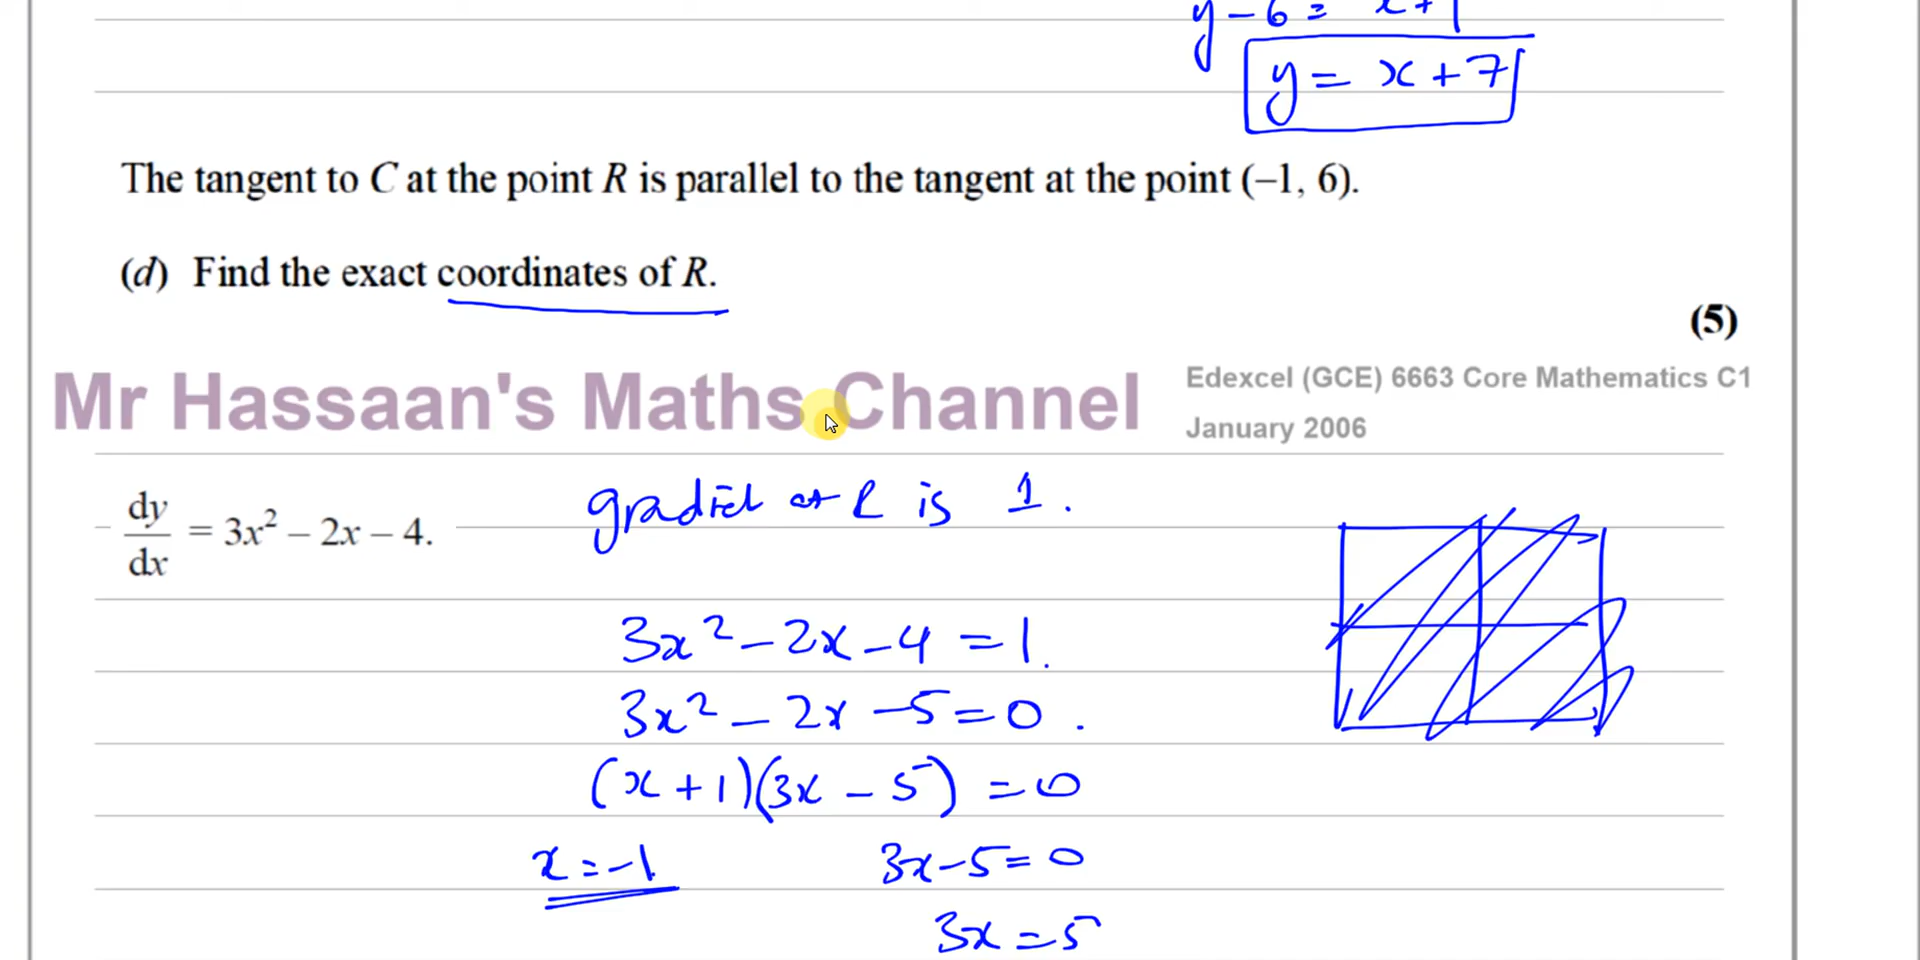 y - 6 = x + 1
y = x + 7
The tangent to C at the point R is parallel to the tangent at the point (–1, 6).
(d) Find the exact coordinates of R.
(5)
Mr Hassaan's Maths Channel
Edexcel (GCE) 6663 Core Mathematics C1
January 2006
dy/dx = 3x² – 2x – 4.
gradient at R is 1.
3x² - 2x - 4 = 1.
3x² - 2x - 5 = 0.
(x + 1)(3x - 5) = 0
x = -1
3x - 5 = 0
3x = 5